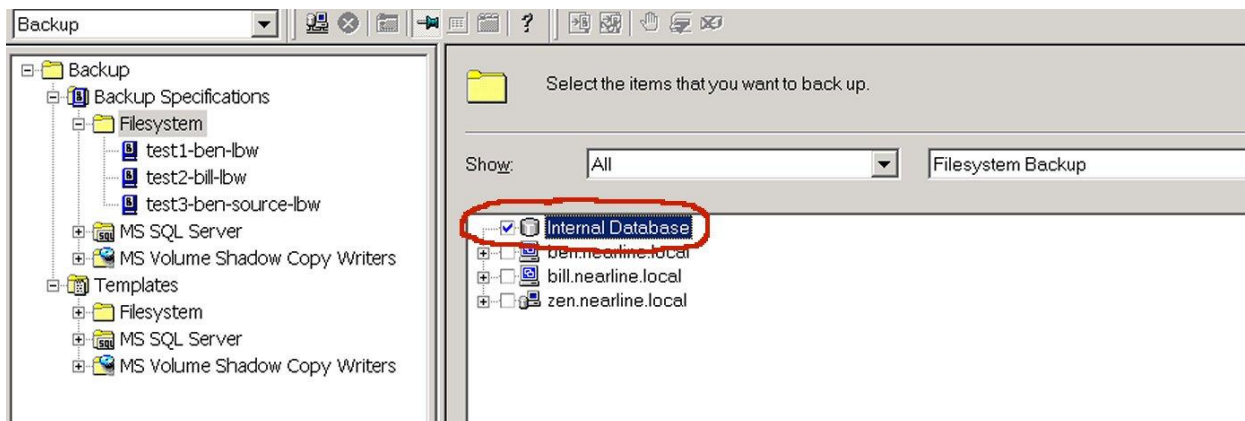 Backup
Backup
Backup Specifications
Filesystem
test1-ben-lbw
test2-bill-lbw
test3-ben-source-lbw
MS SQL Server
MS Volume Shadow Copy Writers
Templates
Filesystem
MS SQL Server
MS Volume Shadow Copy Writers
Select the items that you want to back up.
Show: All Filesystem Backup
Internal Database
ben.nearline.local
bill.nearline.local
zen.nearline.local